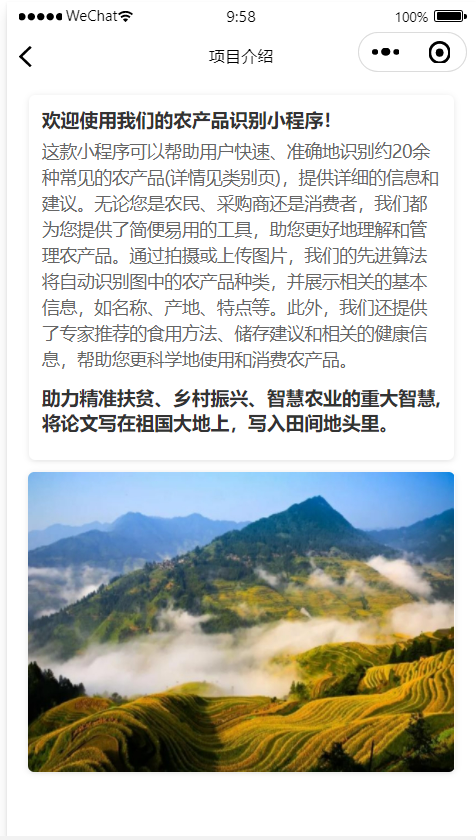 WeChat 9:58 100%
项目介绍
欢迎使用我们的农产品识别小程序！
这款小程序可以帮助用户快速、准确地识别约20余
种常见的农产品(详情见类别页)，提供详细的信息和
建议。无论您是农民、采购商还是消费者，我们都
为您提供了简便易用的工具，助您更好地理解和管
理农产品。通过拍摄或上传图片，我们的先进算法
将自动识别图中的农产品种类，并展示相关的基本
信息，如名称、产地、特点等。此外，我们还提供
了专家推荐的食用方法、储存建议和相关的健康信
息，帮助您更科学地使用和消费农产品。
助力精准扶贫、乡村振兴、智慧农业的重大智慧,
将论文写在祖国大地上，写入田间地头里。